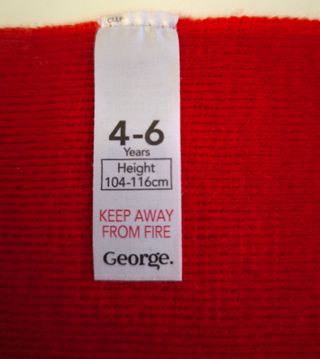 4-6
Years
Height
104-116cm
KEEP AWAY
FROM FIRE
George.